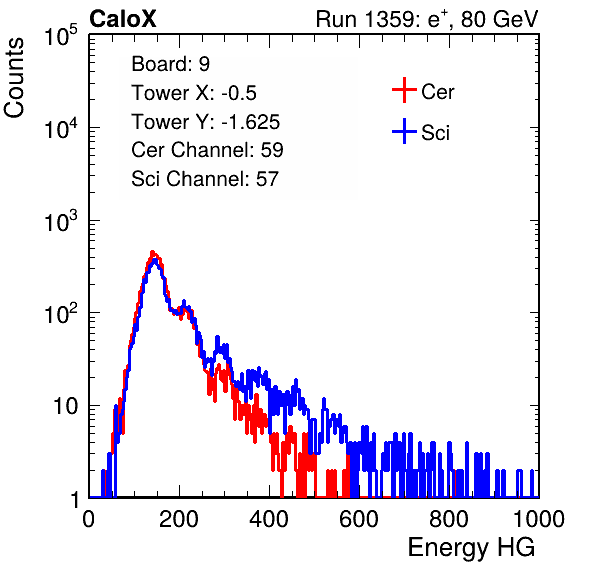 CaloX Run 1359: e⁺, 80 GeV
Counts
Board: 9
Tower X: -0.5
Tower Y: -1.625
Cer Channel: 59
Sci Channel: 57
Cer
Sci
10⁵
10⁴
10³
10²
10
1
0 200 400 600 800 1000
Energy HG